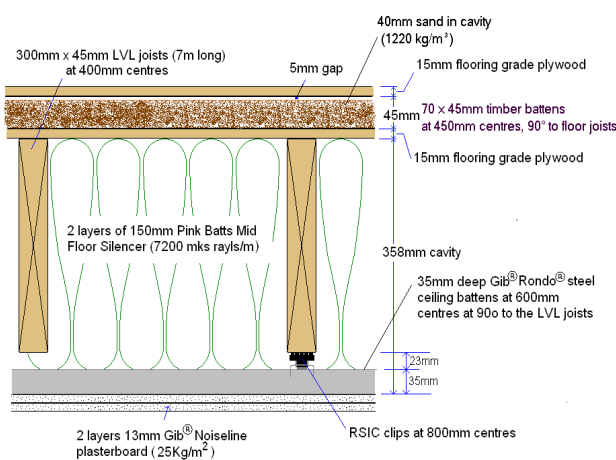 40mm sand in cavity
(1220 kg/m³)
300mm x 45mm LVL joists (7m long)
at 400mm centres
5mm gap
15mm flooring grade plywood
45mm
70 x 45mm timber battens
at 450mm centres, 90° to floor joists
15mm flooring grade plywood
2 layers of 150mm Pink Batts Mid
Floor Silencer (7200 mks rayls/m)
358mm cavity
35mm deep Gib® Rondo® steel
ceiling battens at 600mm
centres at 90o to the LVL joists
23mm
35mm
2 layers 13mm Gib® Noiseline
plasterboard (25Kg/m²)
RSIC clips at 800mm centres